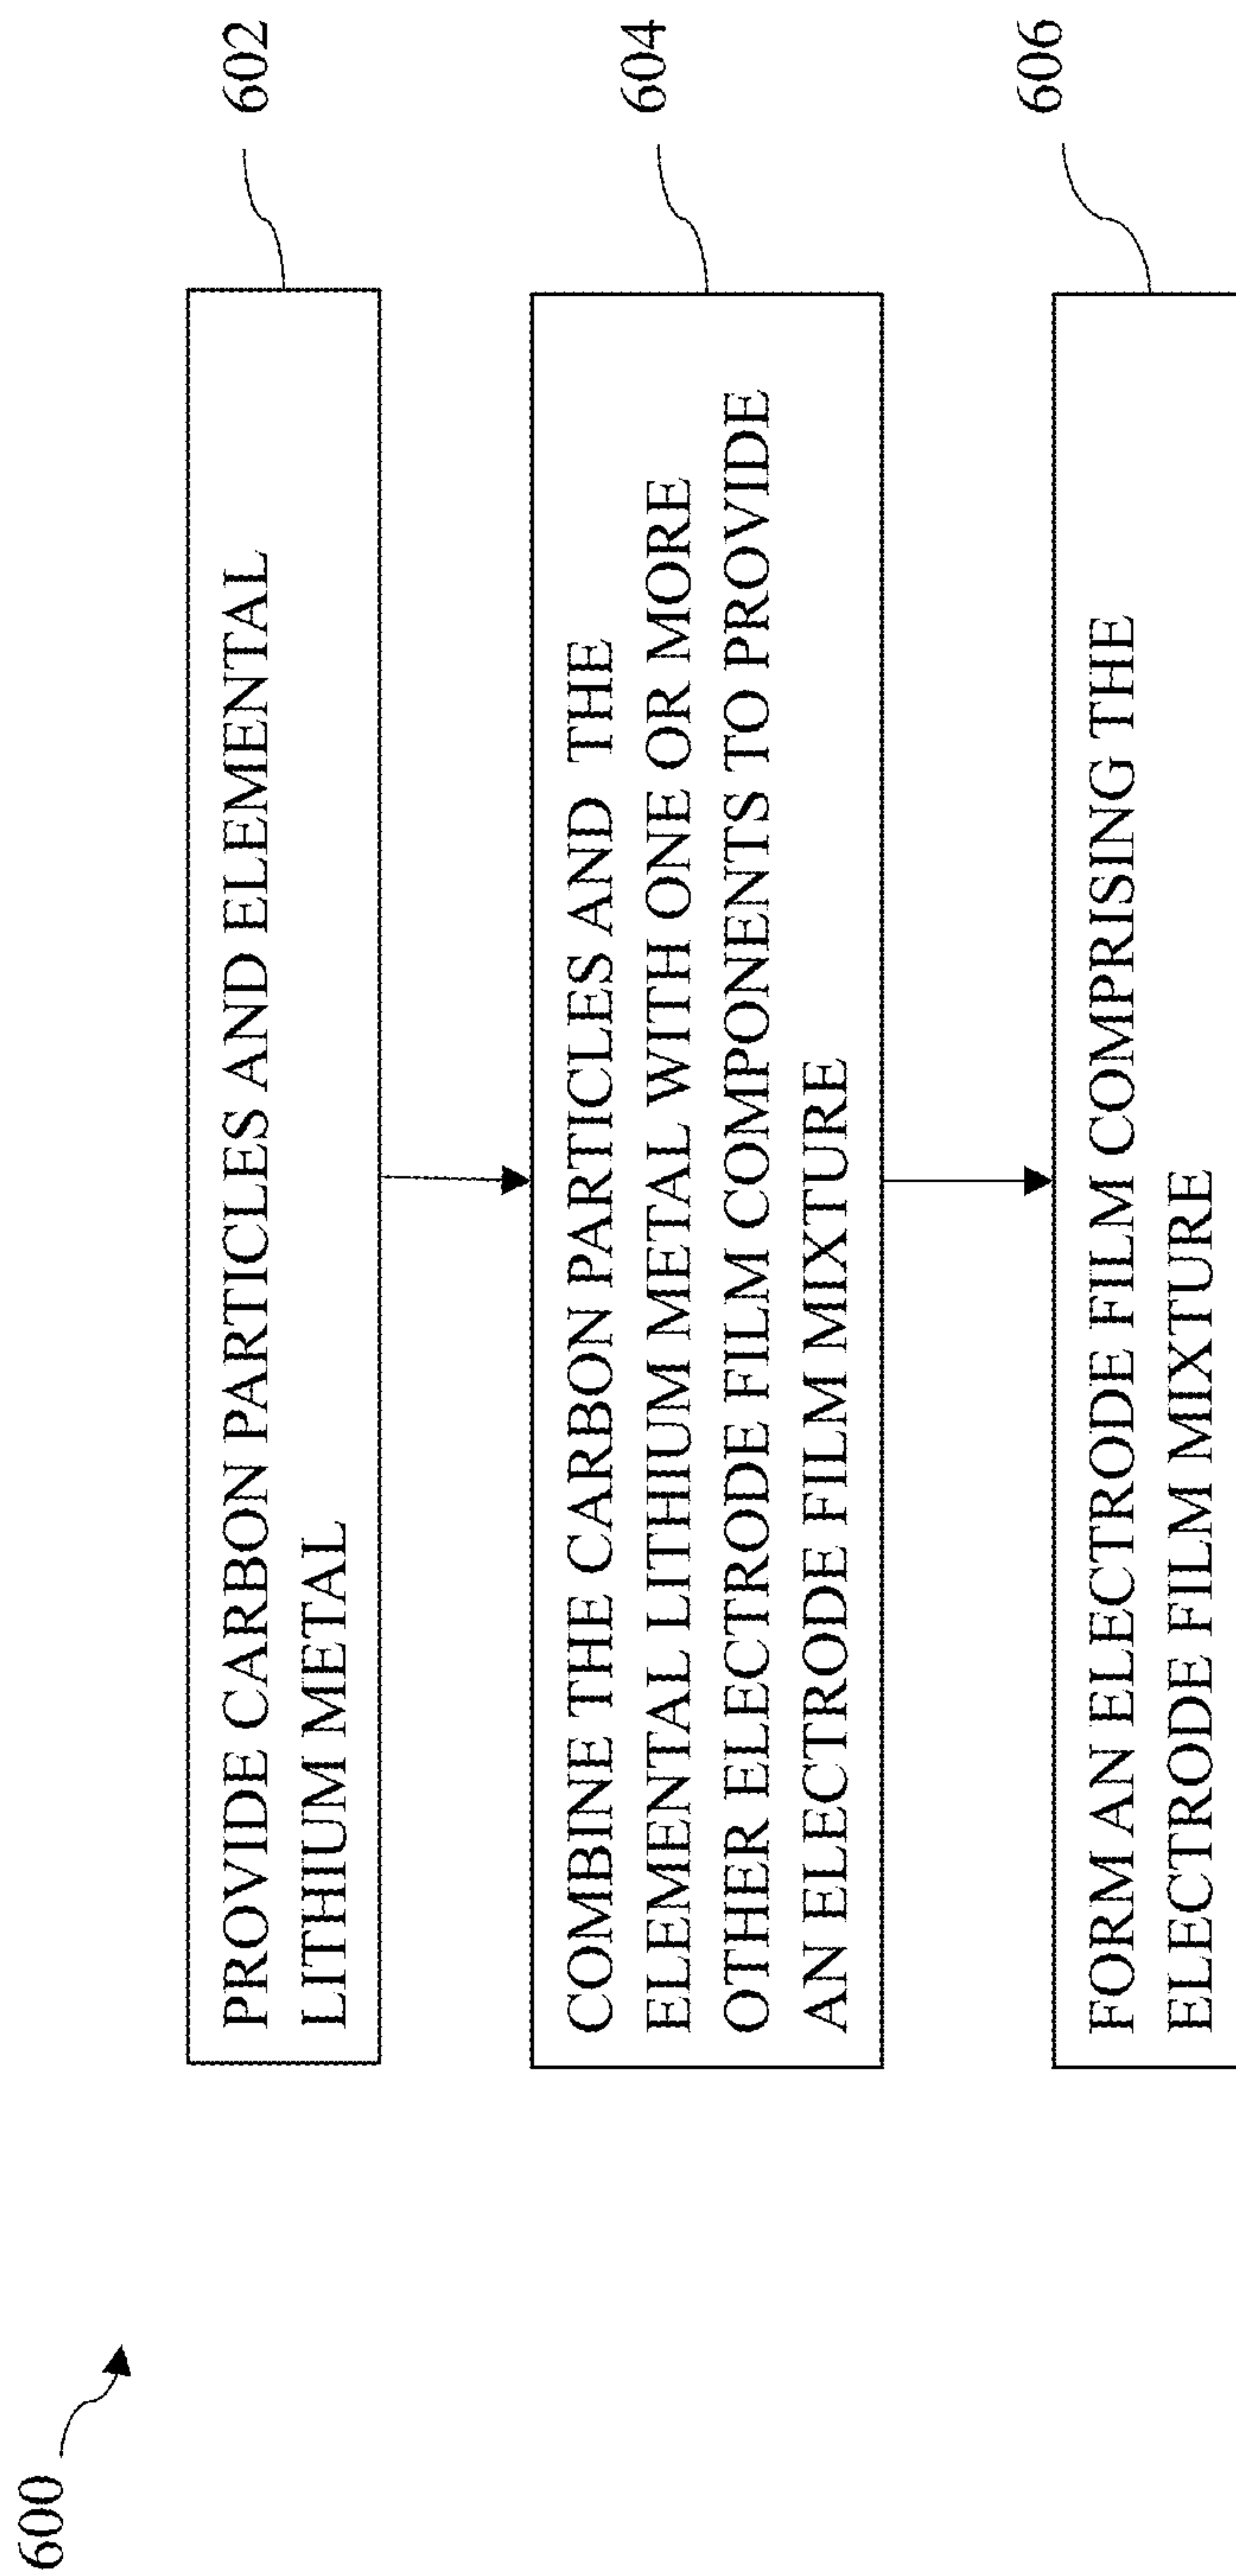 600
PROVIDE CARBON PARTICLES AND ELEMENTAL
LITHIUM METAL
602
COMBINE THE CARBON PARTICLES AND THE
ELEMENTAL LITHIUM METAL WITH ONE OR MORE
OTHER ELECTRODE FILM COMPONENTS TO PROVIDE
AN ELECTRODE FILM MIXTURE
604
FORM AN ELECTRODE FILM COMPRISING THE
ELECTRODE FILM MIXTURE
606